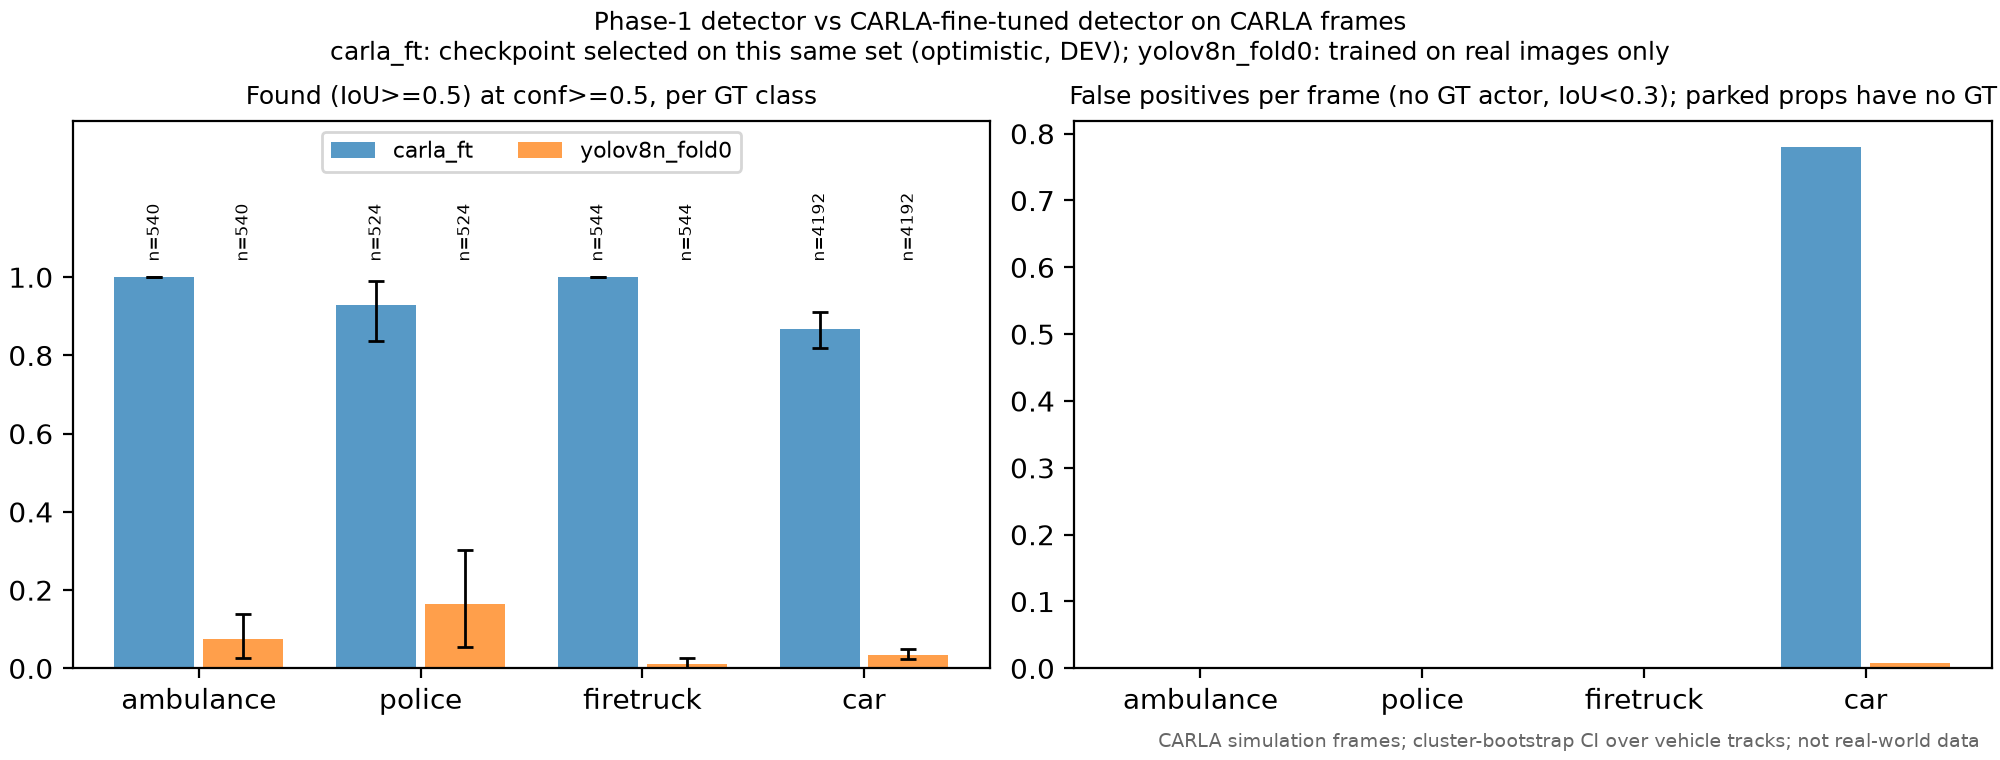 Phase-1 detector vs CARLA-fine-tuned detector on CARLA frames
carla_ft: checkpoint selected on this same set (optimistic, DEV); yolov8n_fold0: trained on real images only
Found (IoU>=0.5) at conf>=0.5, per GT class
carla_ft
yolov8n_fold0
n=540
n=540
n=524
n=524
n=544
n=544
n=4192
n=4192
1.0
0.8
0.6
0.4
0.2
0.0
ambulance
police
firetruck
car
False positives per frame (no GT actor, IoU<0.3); parked props have no GT
0.8
0.7
0.6
0.5
0.4
0.3
0.2
0.1
0.0
ambulance
police
firetruck
car
CARLA simulation frames; cluster-bootstrap CI over vehicle tracks; not real-world data